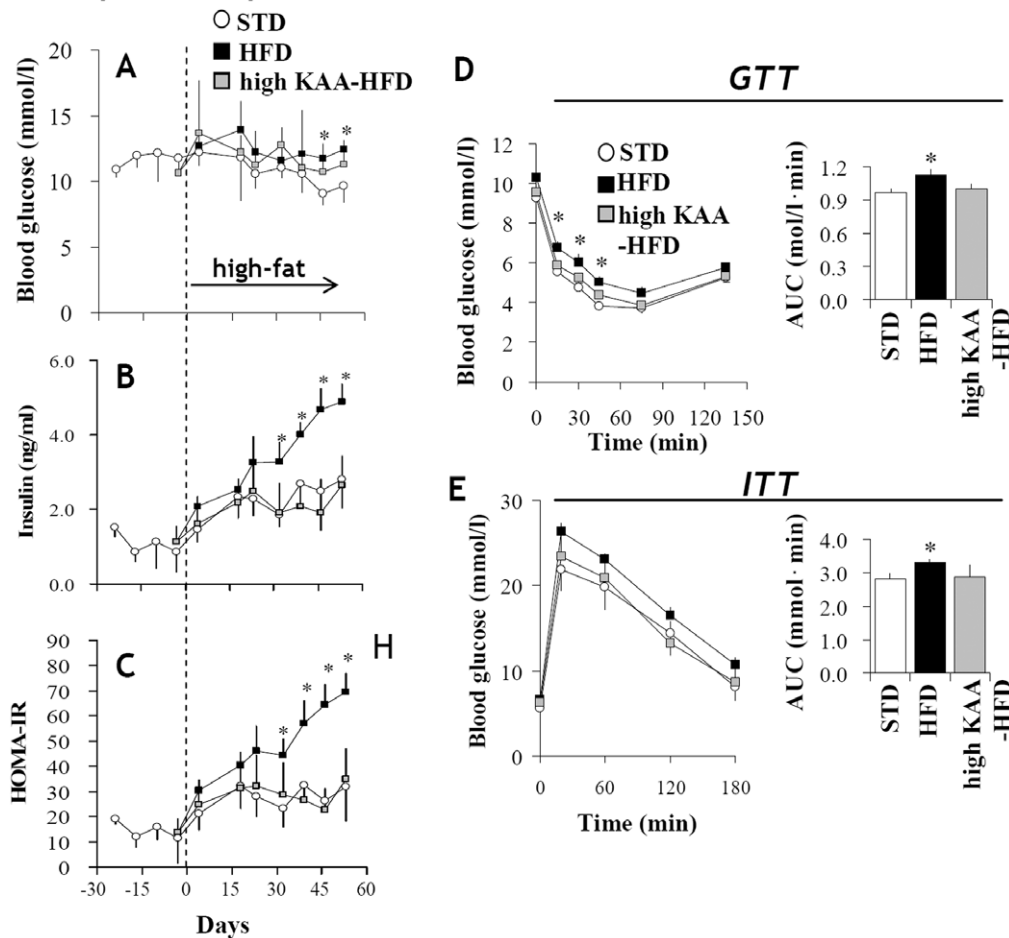 STD
HFD
high KAA-HFD
A
Blood glucose (mmol/l)
20
15
10
5
0
* *
high-fat
B
Insulin (ng/ml)
6.0
4.0
2.0
0.0
* * * *
C
H
HOMA-IR
90
80
70
60
50
40
30
20
10
0
* * * *
-30 -15 0 15 30 45 60
Days
D
GTT
Blood glucose (mmol/l)
12
10
8
6
4
2
0
STD
HFD
high KAA
-HFD
* * *
0 30 60 90 120 150
Time (min)
AUC (mol/l· min)
1.2
0.9
0.6
0.3
0.0
*
STD
HFD
high KAA
-HFD
E
ITT
Blood glucose (mmol/l)
30
20
10
0
0 60 120 180
Time (min)
AUC (mmol· min)
4.0
3.0
2.0
1.0
0.0
*
STD
HFD
high KAA
-HFD